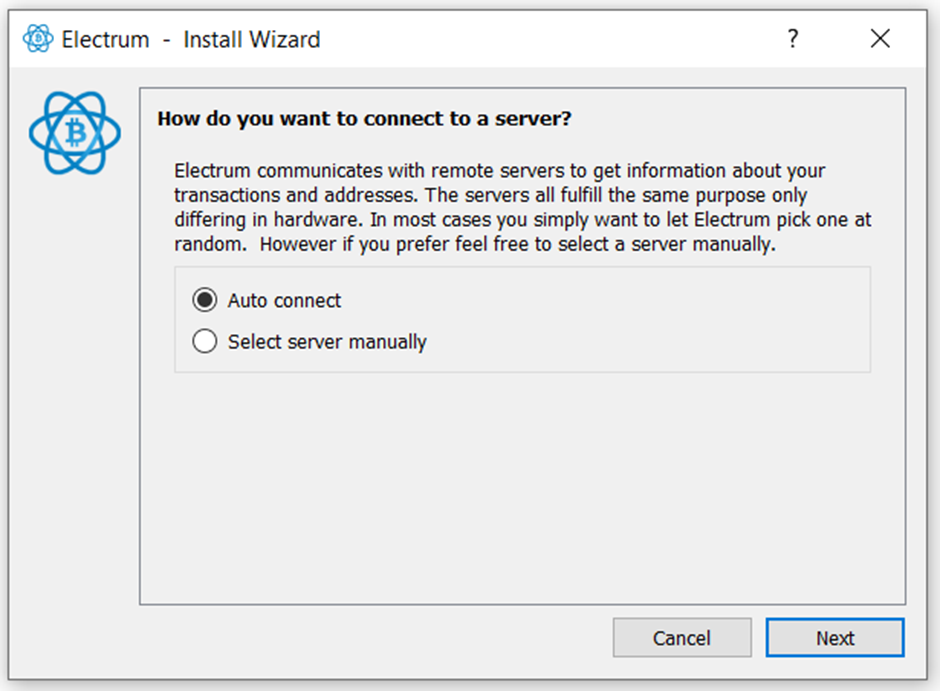 Electrum - Install Wizard
?
How do you want to connect to a server?
Electrum communicates with remote servers to get information about your
transactions and addresses. The servers all fulfill the same purpose only
differing in hardware. In most cases you simply want to let Electrum pick one at
random.  However if you prefer feel free to select a server manually.
Auto connect
Select server manually
Cancel
Next